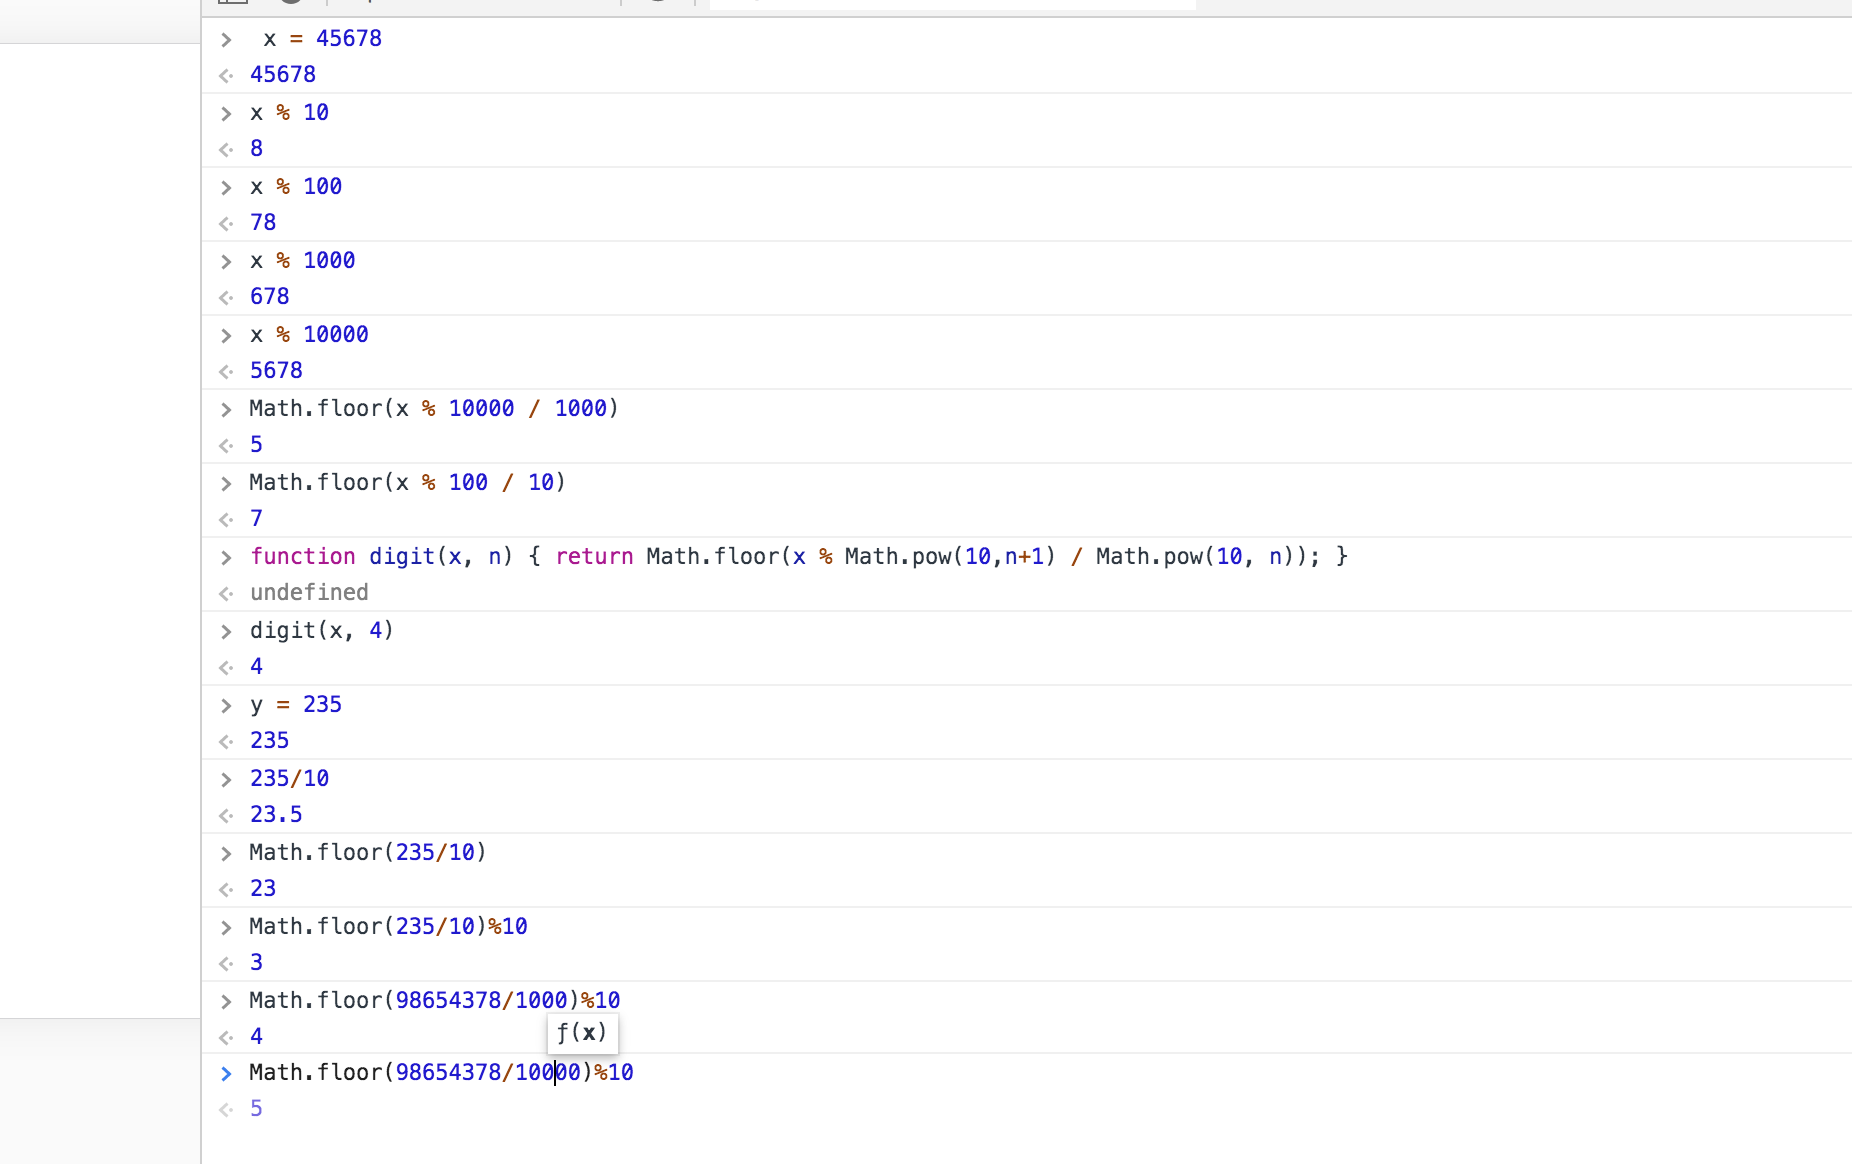 > x = 45678
45678
> x % 10
8
> x % 100
78
> x % 1000
678
> x % 10000
5678
> Math.floor(x % 10000 / 1000)
5
> Math.floor(x % 100 / 10)
7
> function digit(x, n) { return Math.floor(x % Math.pow(10,n+1) / Math.pow(10, n)); }
undefined
> digit(x, 4)
4
> y = 235
235
> 235/10
23.5
> Math.floor(235/10)
23
> Math.floor(235/10)%10
3
> Math.floor(98654378/1000)%10
4
ƒ(x)
> Math.floor(98654378/10000)%10
5